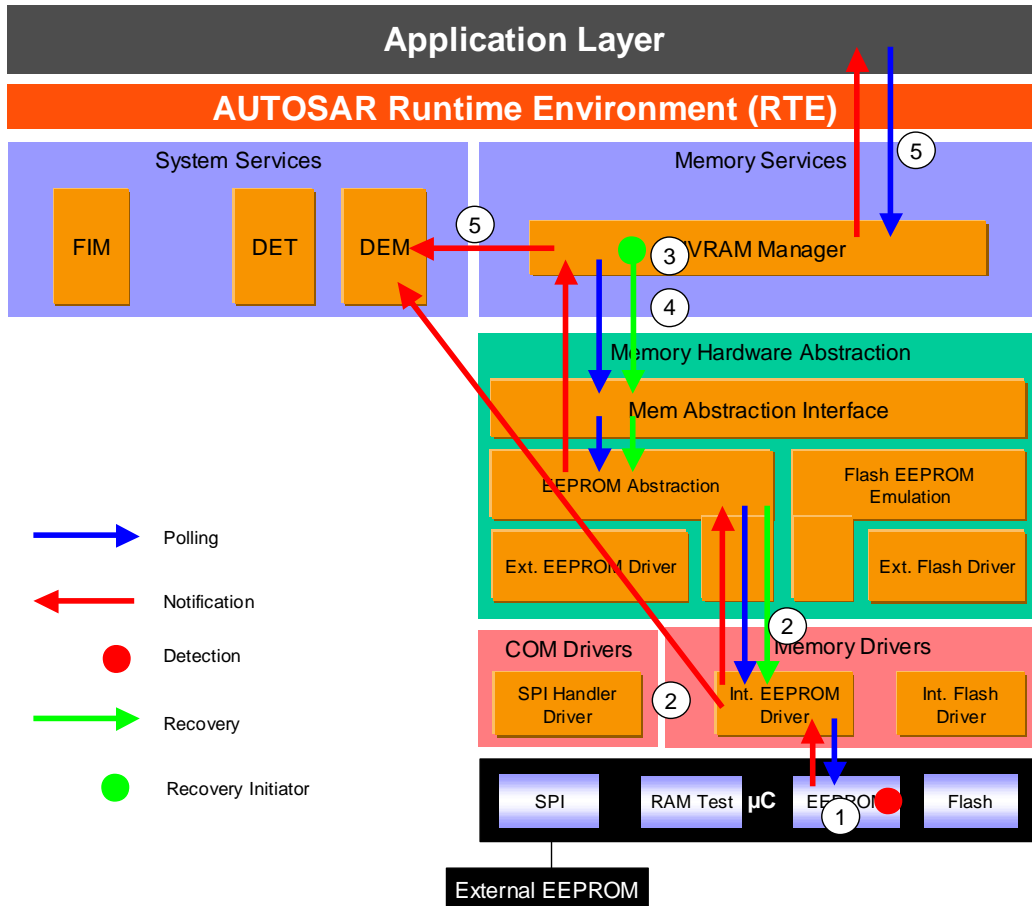 Application Layer
AUTOSAR Runtime Environment (RTE)
System Services
Memory Services
5
FIM
DET
DEM
5
3
VRAM Manager
4
Memory Hardware Abstraction
Mem Abstraction Interface
EEPROM Abstraction
Flash EEPROM
Emulation
Ext. EEPROM Driver
Ext. Flash Driver
Polling
Notification
Detection
Recovery
Recovery Initiator
2
COM Drivers
Memory Drivers
SPI Handler
Driver
2
Int. EEPROM
Driver
Int. Flash
Driver
SPI
RAM Test
µC
EEPROM
1
Flash
External EEPROM